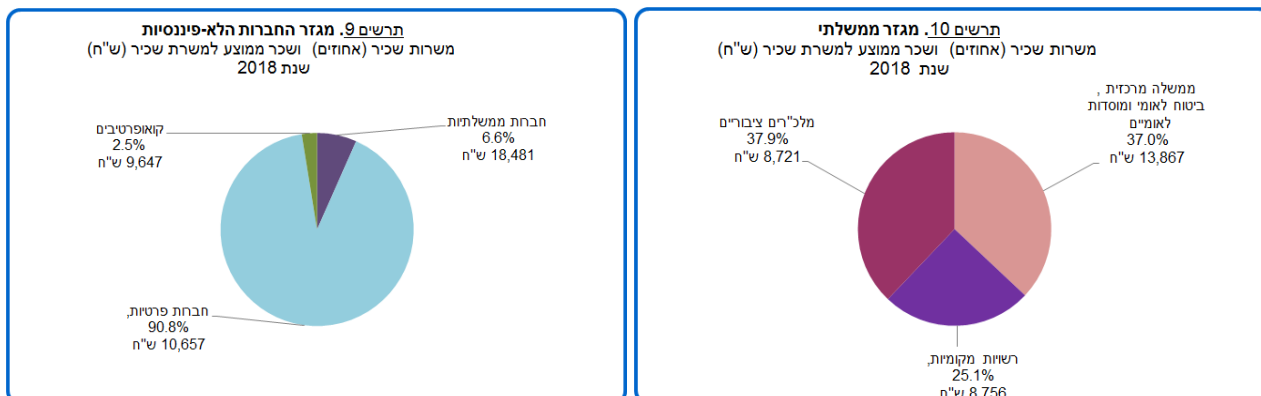 תרשים 9. מגזר החברות הלא-פיננסיות
משרות שכיר (אחוזים) ושכר ממוצע למשרת שכיר (ש"ח)
שנת 2018
קואופרטיבים
2.5%
9,647 ש"ח
חברות ממשלתיות
6.6%
18,481 ש"ח
חברות פרטיות,
90.8%
10,657 ש"ח
תרשים 10. מגזר ממשלתי
משרות שכיר (אחוזים) ושכר ממוצע למשרת שכיר (ש"ח)
שנת 2018
ממשלה מרכזית ,
ביטוח לאומי ומוסדות
לאומיים
37.0%
13,867 ש"ח
מלכ"רים ציבוריים
37.9%
8,721 ש"ח
רשויות מקומיות,
25.1%
8,756 ש"ח